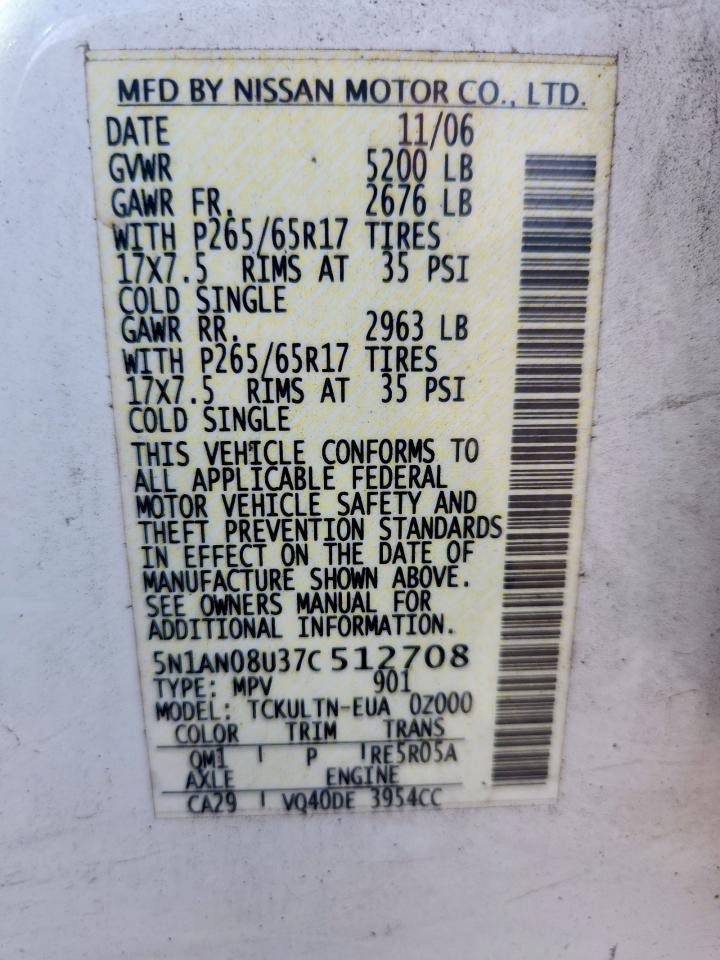 MFD BY NISSAN MOTOR CO., LTD.
DATE 11/06
GVWR 5200 LB
GAWR FR. 2676 LB
WITH P265/65R17 TIRES
17X7.5 RIMS AT 35 PSI
COLD SINGLE
GAWR RR. 2963 LB
WITH P265/65R17 TIRES
17X7.5 RIMS AT 35 PSI
COLD SINGLE
THIS VEHICLE CONFORMS TO
ALL APPLICABLE FEDERAL
MOTOR VEHICLE SAFETY AND
THEFT PREVENTION STANDARDS
IN EFFECT ON THE DATE OF
MANUFACTURE SHOWN ABOVE.
SEE OWNERS MANUAL FOR
ADDITIONAL INFORMATION.
5N1AN08U37C512708
TYPE: MPV 901
MODEL: TCKULTN-EUA 0Z000
COLOR TRIM TRANS
QM1 P RE5R05A
AXLE ENGINE
CA29 VQ40DE 3954CC